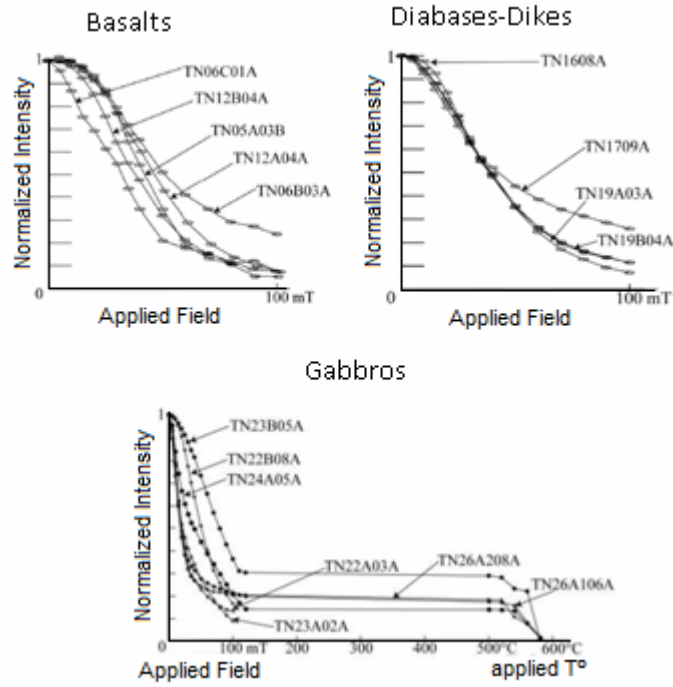 Basalts
1
Normalized Intensity
TN06C01A
TN12B04A
TN05A03B
TN12A04A
TN06B03A
0
100 mT
Applied Field
Diabases-Dikes
1
Normalized Intensity
TN1608A
TN1709A
TN19A03A
TN19B04A
0
100 mT
Applied Field
Gabbros
1
Normalized Intensity
TN23B05A
TN22B08A
TN24A05A
TN22A03A
TN26A208A
TN26A106A
TN23A02A
0
100 mT
200
300
400
500°C
600°C
Applied Field
applied Tº